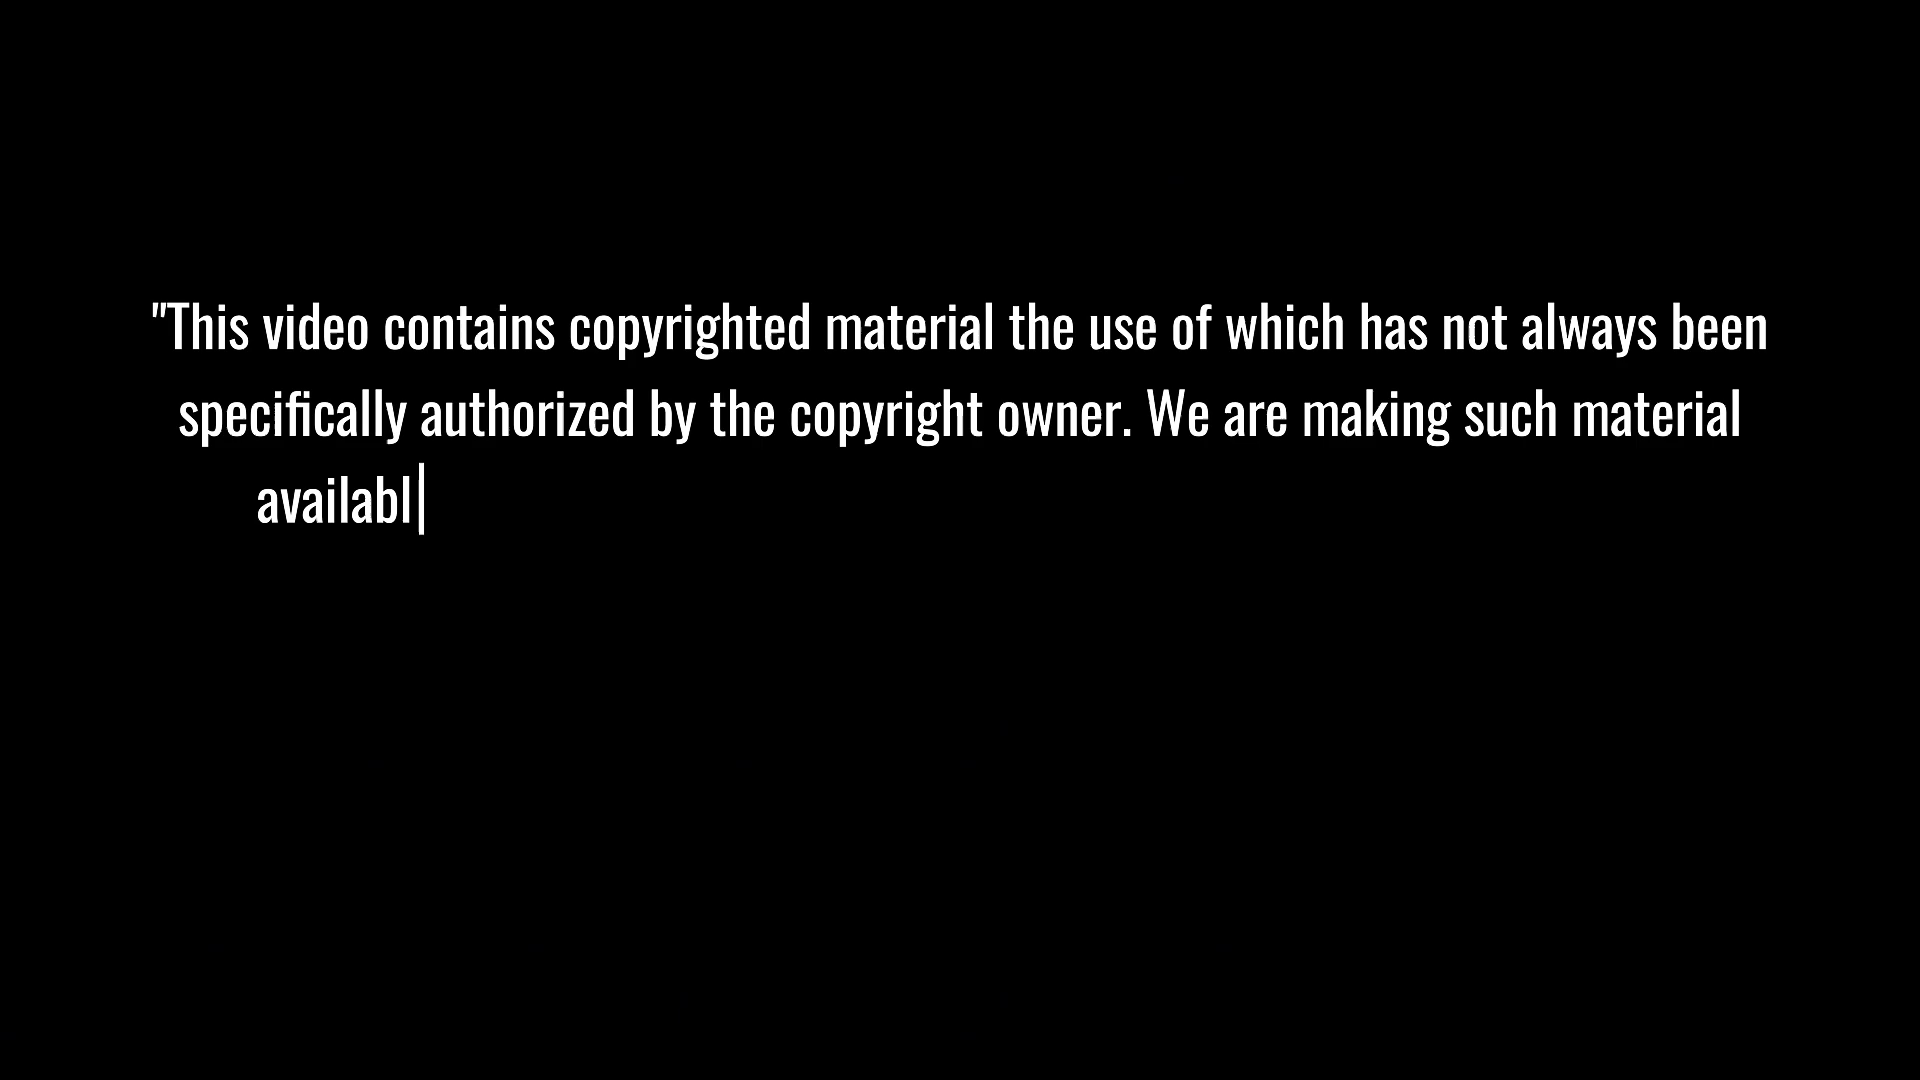 "This video contains copyrighted material the use of which has not always been
specifically authorized by the copyright owner. We are making such material
availabl